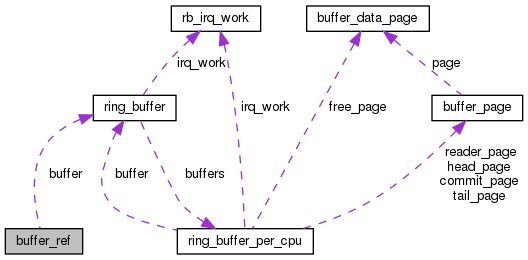 rb_irq_work
buffer_data_page
irq_work
page
ring_buffer
irq_work
free_page
buffer_page
reader_page
head_page
commit_page
tail_page
buffer
buffer
buffers
buffer_ref
ring_buffer_per_cpu